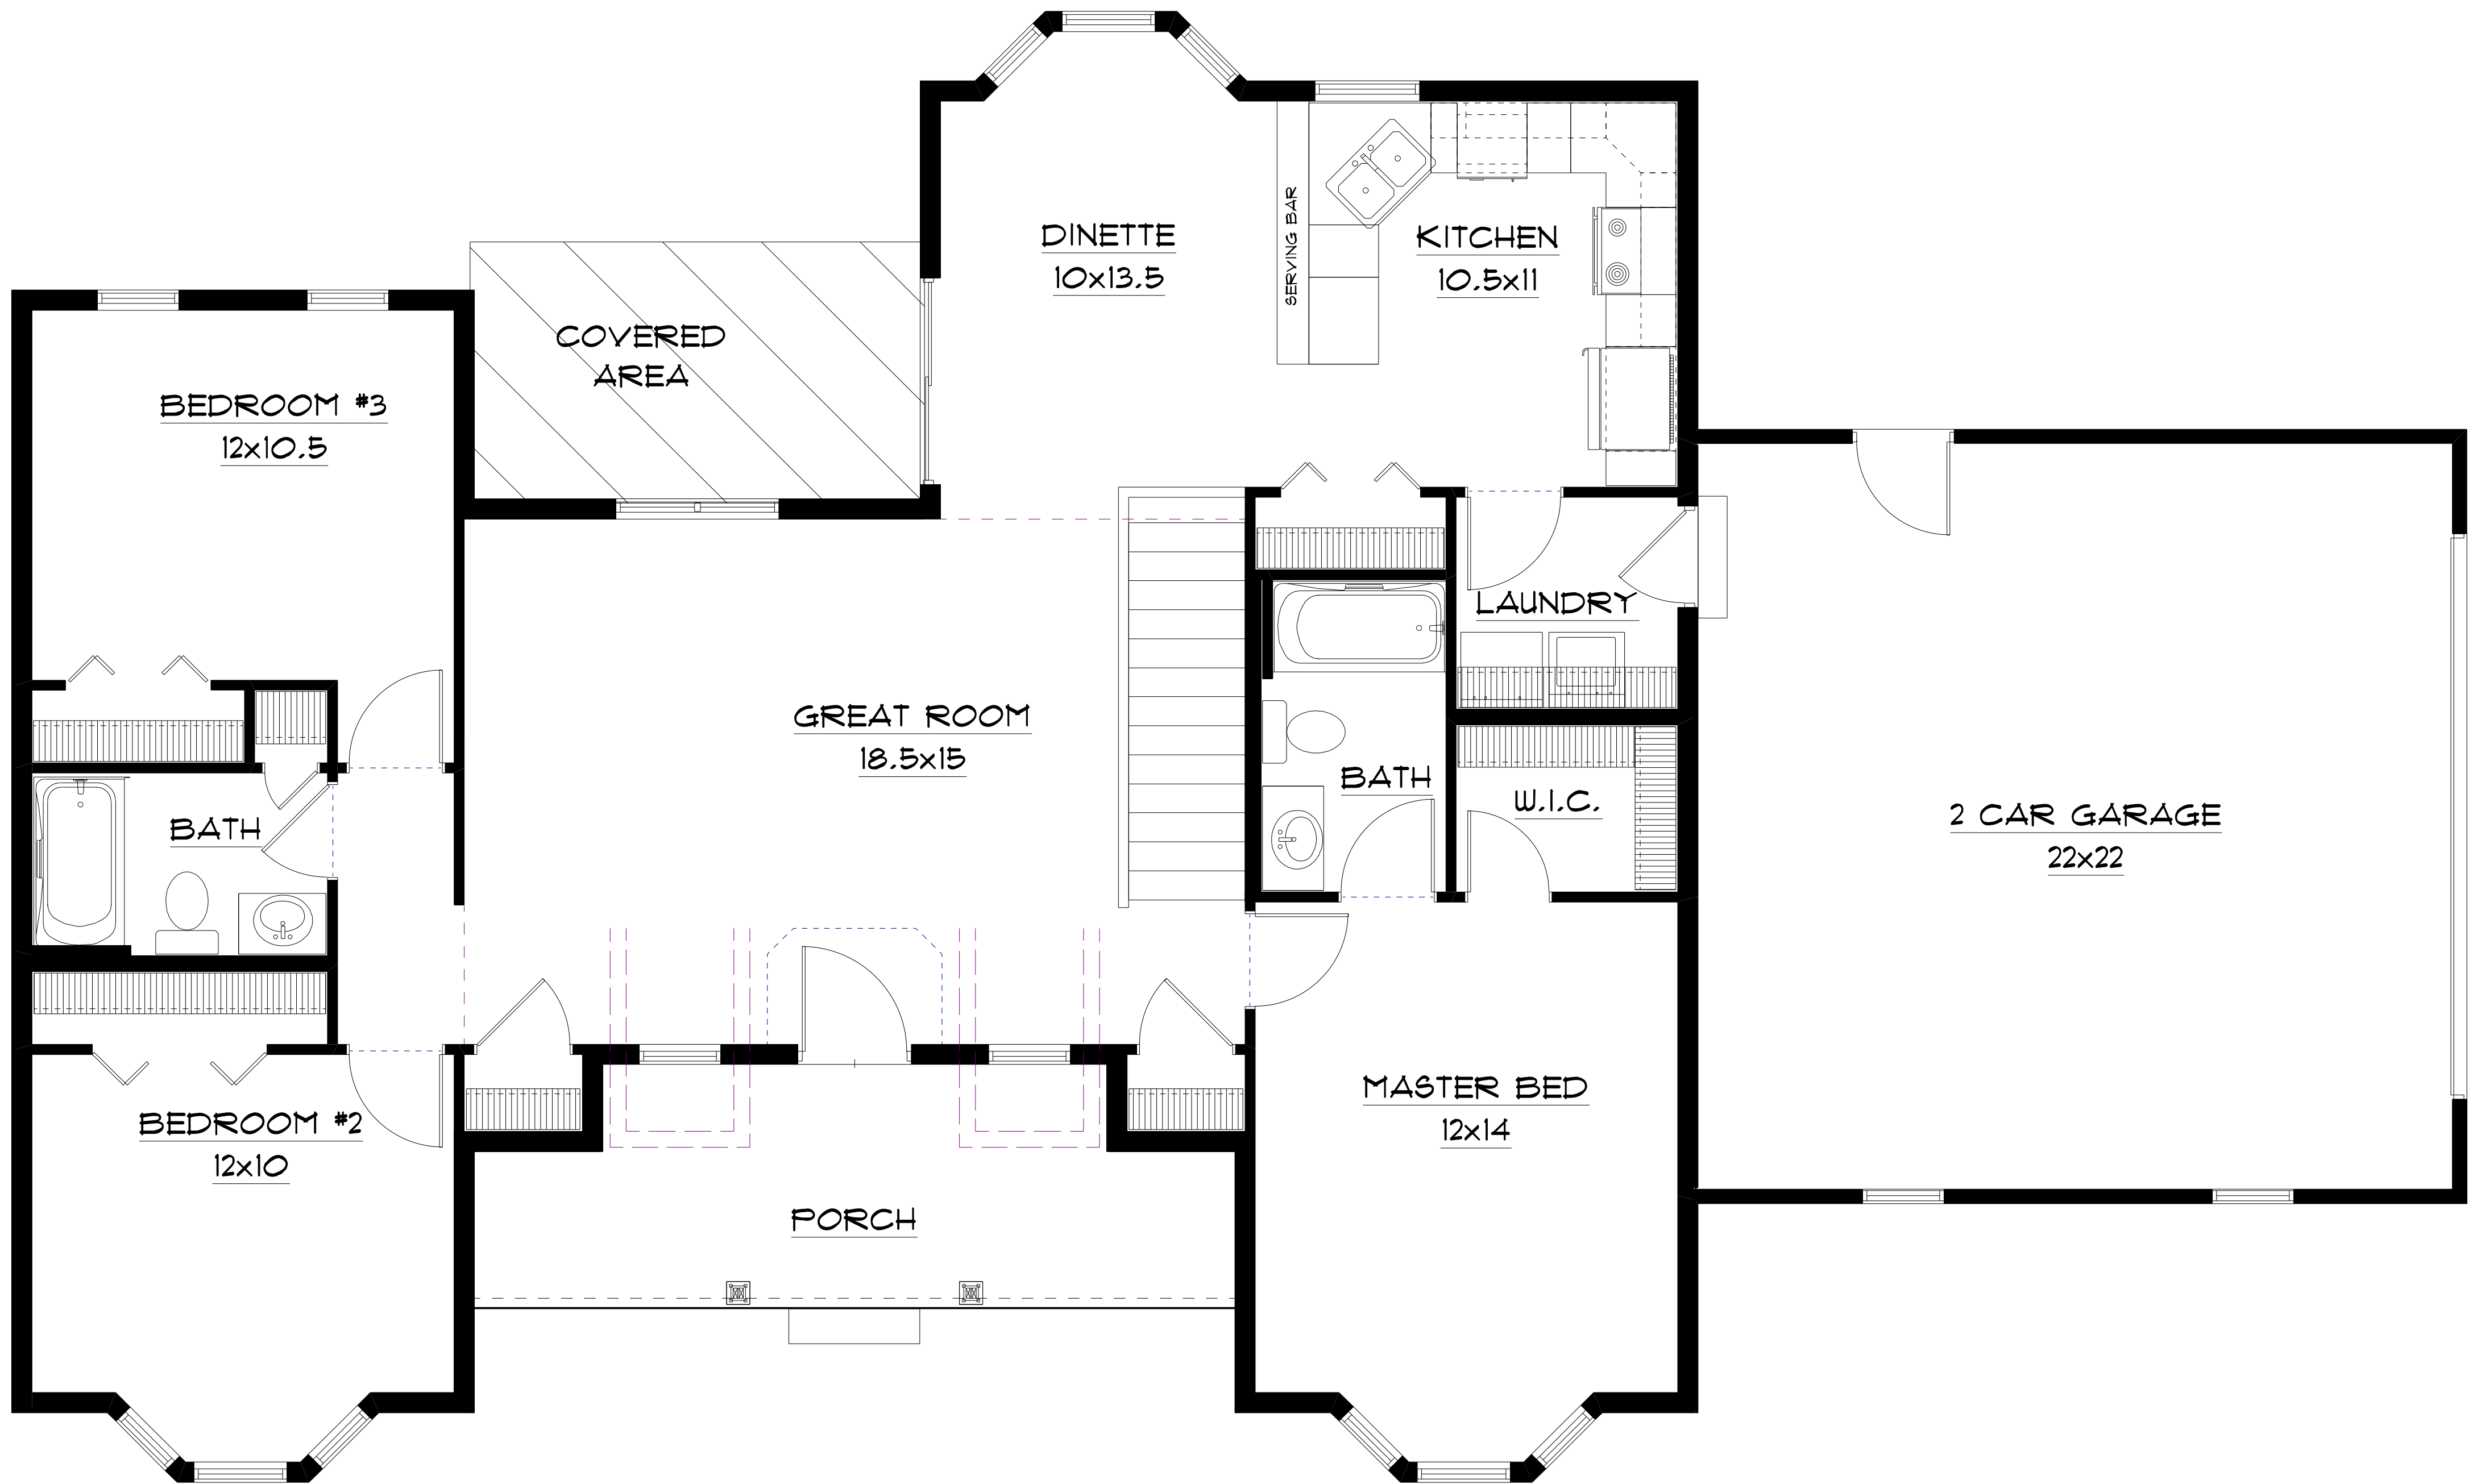 DINETTE
10x13.5
SERVING BAR
KITCHEN
10.5x11
COVERED
AREA
BEDROOM #3
12x10.5
LAUNDRY
GREAT ROOM
18.5x15
BATH
BATH
W.I.C.
2 CAR GARAGE
22x22
MASTER BED
12x14
BEDROOM #2
12x10
PORCH